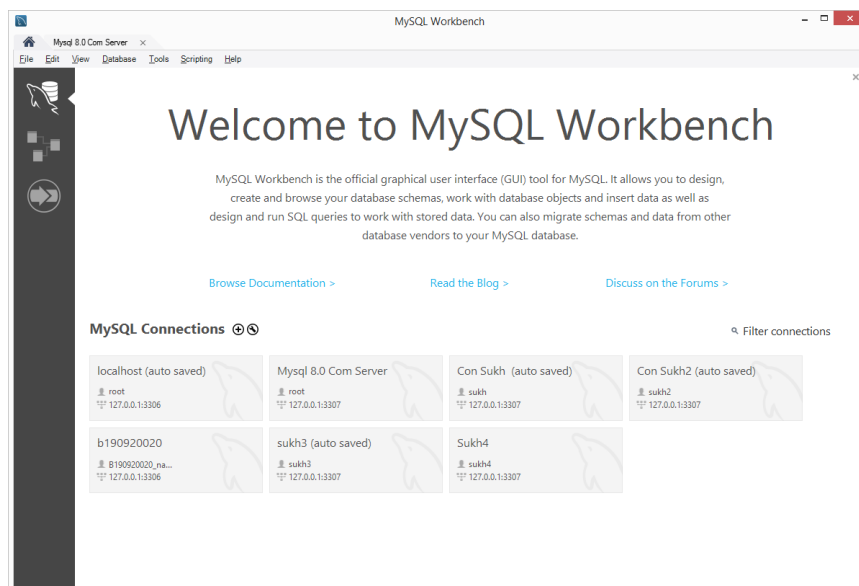 MySQL Workbench
Mysql 8.0 Com Server
File Edit View Database Tools Scripting Help
Welcome to MySQL Workbench
MySQL Workbench is the official graphical user interface (GUI) tool for MySQL. It allows you to design,
create and browse your database schemas, work with database objects and insert data as well as
design and run SQL queries to work with stored data. You can also migrate schemas and data from other
database vendors to your MySQL database.
Browse Documentation > Read the Blog > Discuss on the Forums >
MySQL Connections Filter connections
localhost (auto saved) Mysql 8.0 Com Server Con Sukh (auto saved) Con Sukh2 (auto saved)
root root sukh sukh2
127.0.0.1:3306 127.0.0.1:3307 127.0.0.1:3307 127.0.0.1:3307
b190920020 sukh3 (auto saved) Sukh4
B190920020_na... sukh3 sukh4
127.0.0.1:3306 127.0.0.1:3307 127.0.0.1:3307